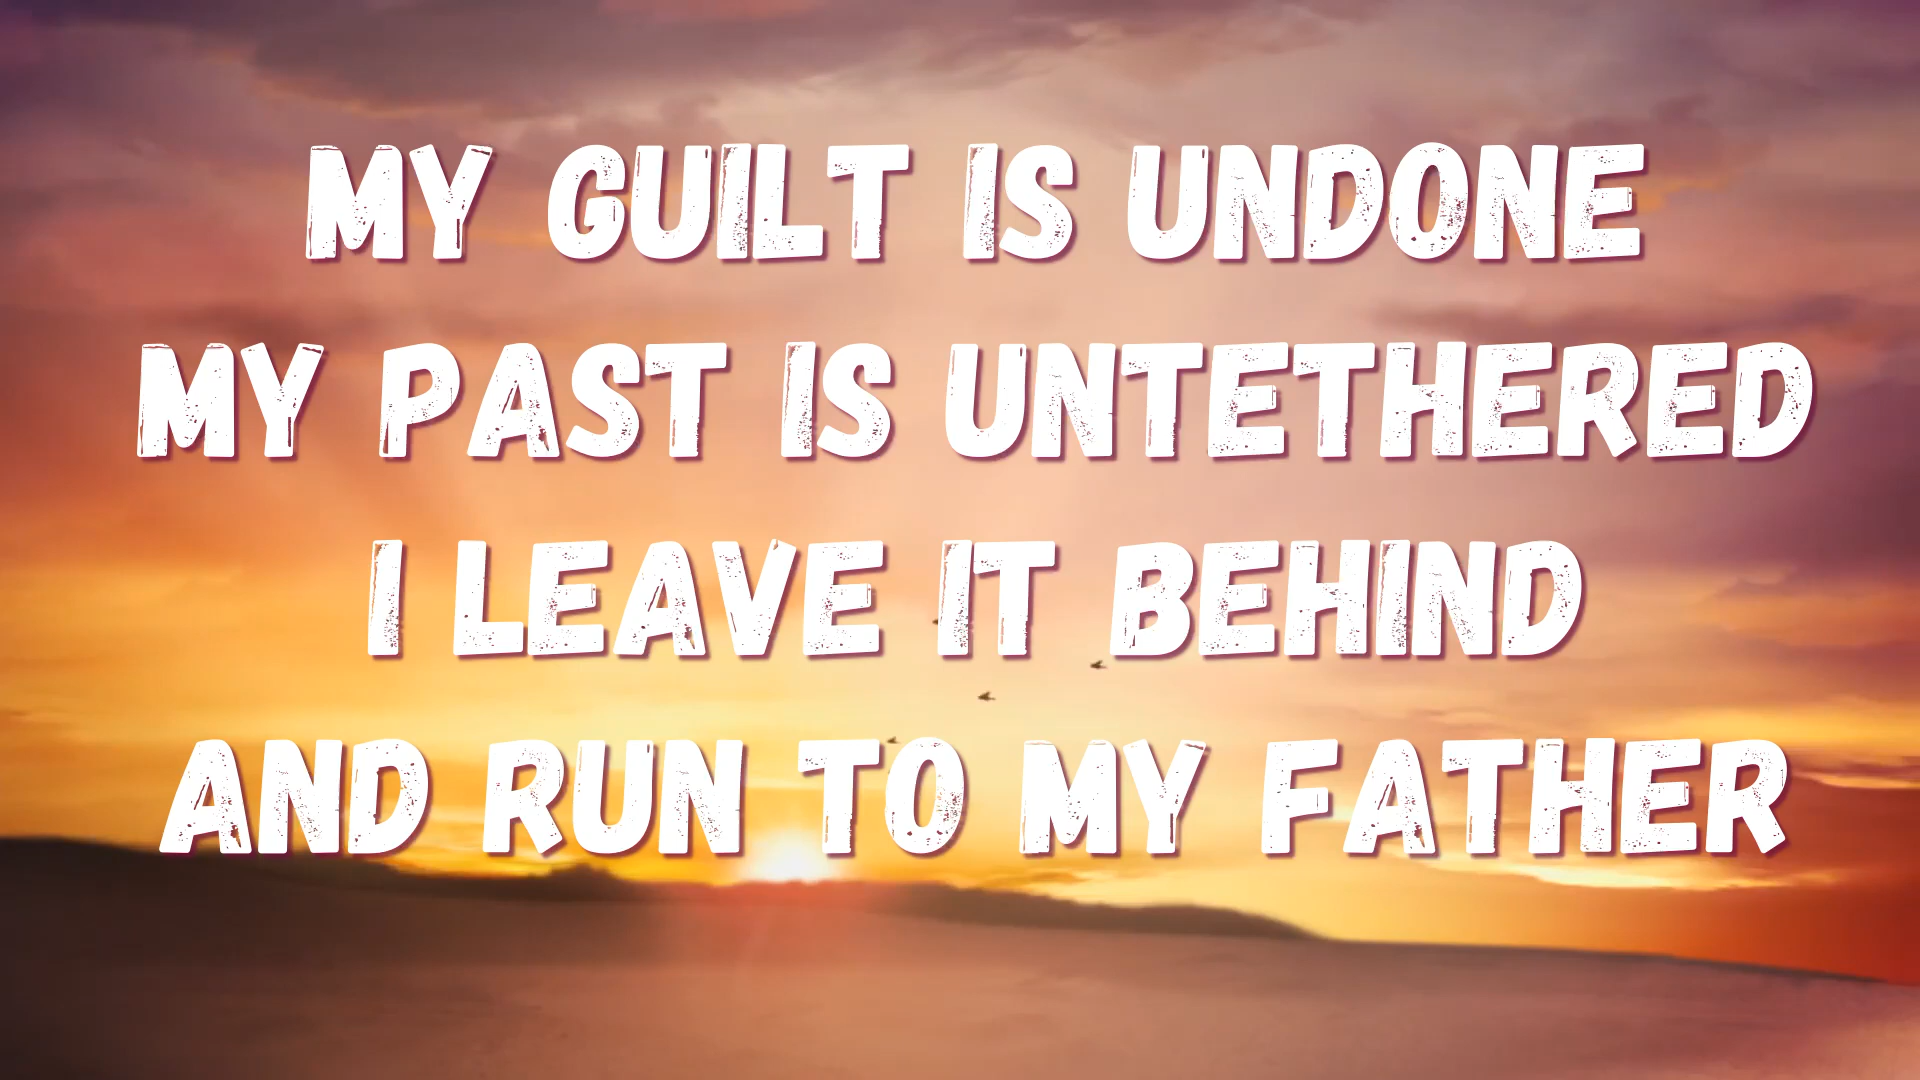 MY GUILT IS UNDONE
MY PAST IS UNTETHERED
I LEAVE IT BEHIND
AND RUN TO MY FATHER